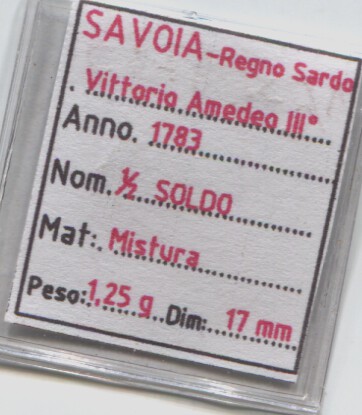 SAVOIA-Regno Sardo
. Vittorio Amedeo III°
Anno. 1783
Nom. ½ SOLDO
Mat: Mistura
Peso: 1,25 g Dim: 17 mm